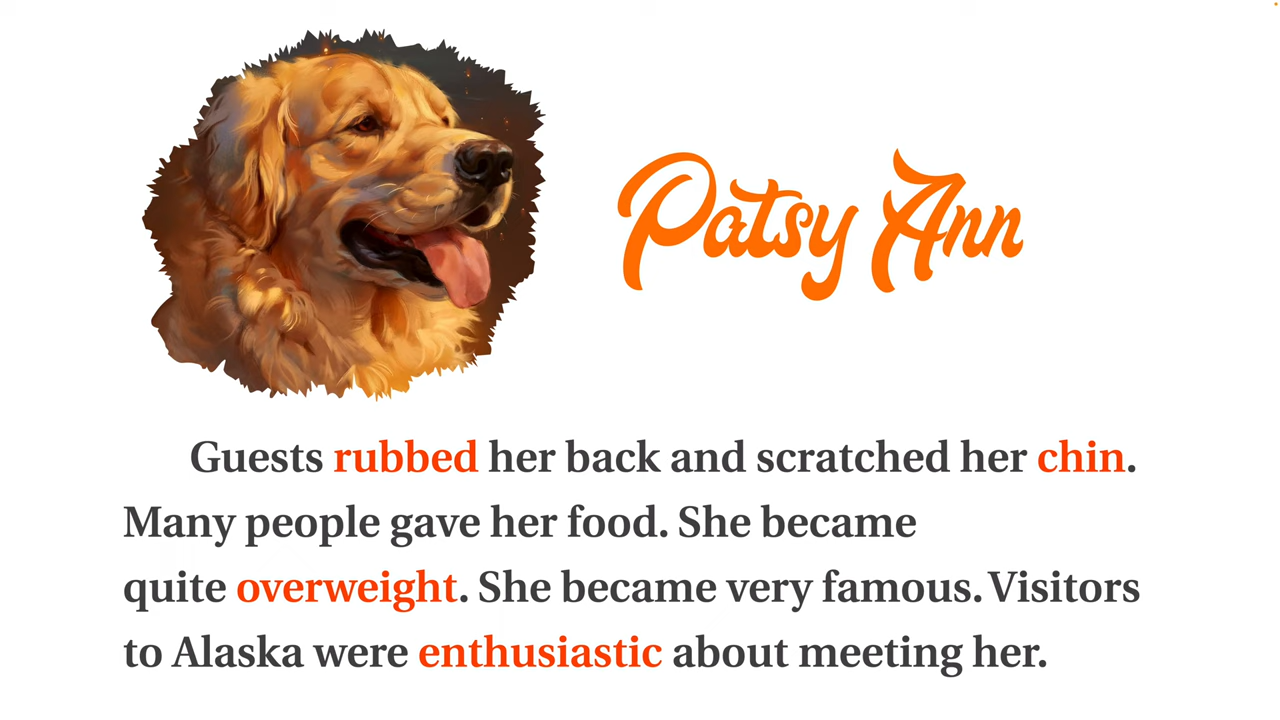 Patsy Ann
Guests rubbed her back and scratched her chin.
Many people gave her food. She became
quite overweight. She became very famous. Visitors
to Alaska were enthusiastic about meeting her.